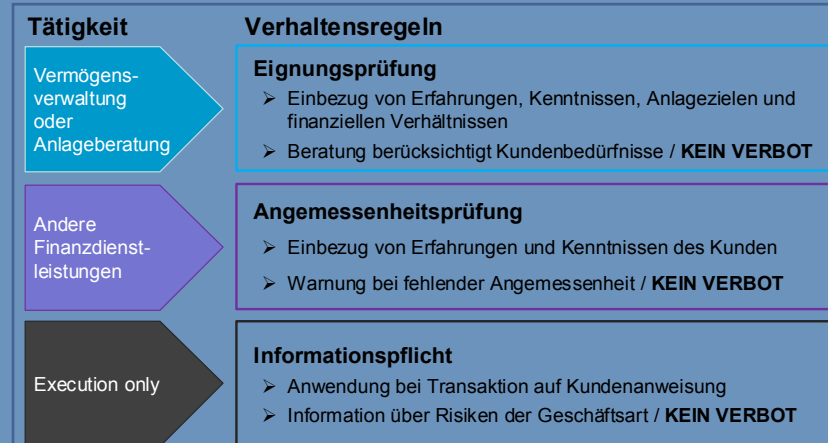 Tätigkeit
Verhaltensregeln
Vermögens-
verwaltung
oder
Anlageberatung
Eignungsprüfung
➢ Einbezug von Erfahrungen, Kenntnissen, Anlagezielen und
finanziellen Verhältnissen
➢ Beratung berücksichtigt Kundenbedürfnisse / KEIN VERBOT
Andere
Finanzdienst-
leistungen
Angemessenheitsprüfung
➢ Einbezug von Erfahrungen und Kenntnissen des Kunden
➢ Warnung bei fehlender Angemessenheit / KEIN VERBOT
Execution only
Informationspflicht
➢ Anwendung bei Transaktion auf Kundenanweisung
➢ Information über Risiken der Geschäftsart / KEIN VERBOT